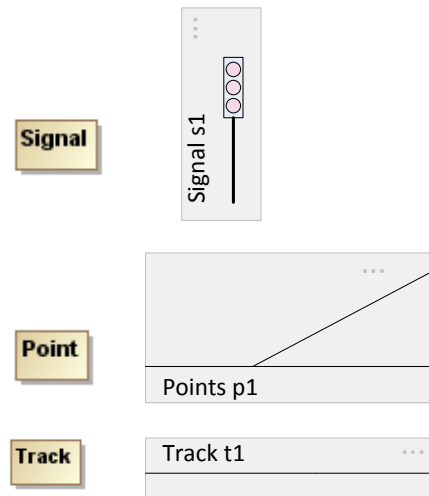 Signal
Signal s1
Point
Points p1
Track
Track t1